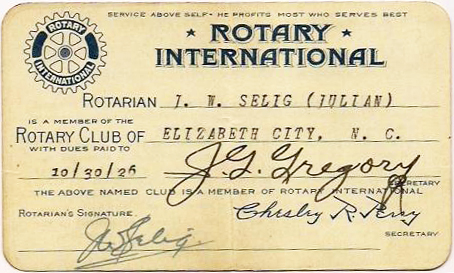 SERVICE ABOVE SELF - HE PROFITS MOST WHO SERVES BEST
ROTARY
INTERNATIONAL
★ ROTARY ★
INTERNATIONAL
ROTARIAN J. W. SELIG (JULIAN)
IS A MEMBER OF THE
ROTARY CLUB OF ELIZABETH CITY, N. C.
WITH DUES PAID TO
10/30/26 J. G. Gregory
SECRETARY
THE ABOVE NAMED CLUB IS A MEMBER OF ROTARY INTERNATIONAL
ROTARIAN'S SIGNATURE. Chesley R. Perry
JWSelig. SECRETARY